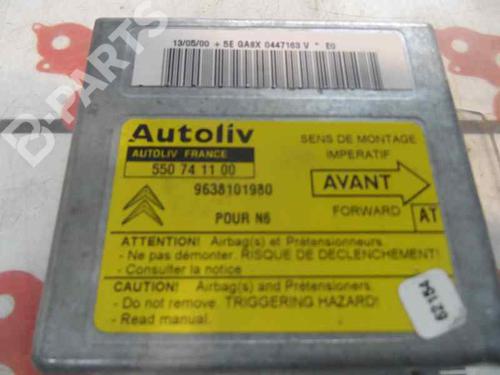 13/05/00 + 5E GA8X 0447163 V * E0
Autoliv
AUTOLIV FRANCE
550 74 11 00
9638101980
POUR N6
SENS DE MONTAGE
IMPERATIF
AVANT
FORWARD
AT
ATTENTION! Airbag(s) et Prétensionneurs.
- Ne pas démonter. RISQUE DE DECLENCHEMENT!
- Consulter la notice
CAUTION! Airbag(s) and Pretensioners.
- Do not remove. TRIGGERING HAZARD!
- Read manual.
62154
B-PARTS